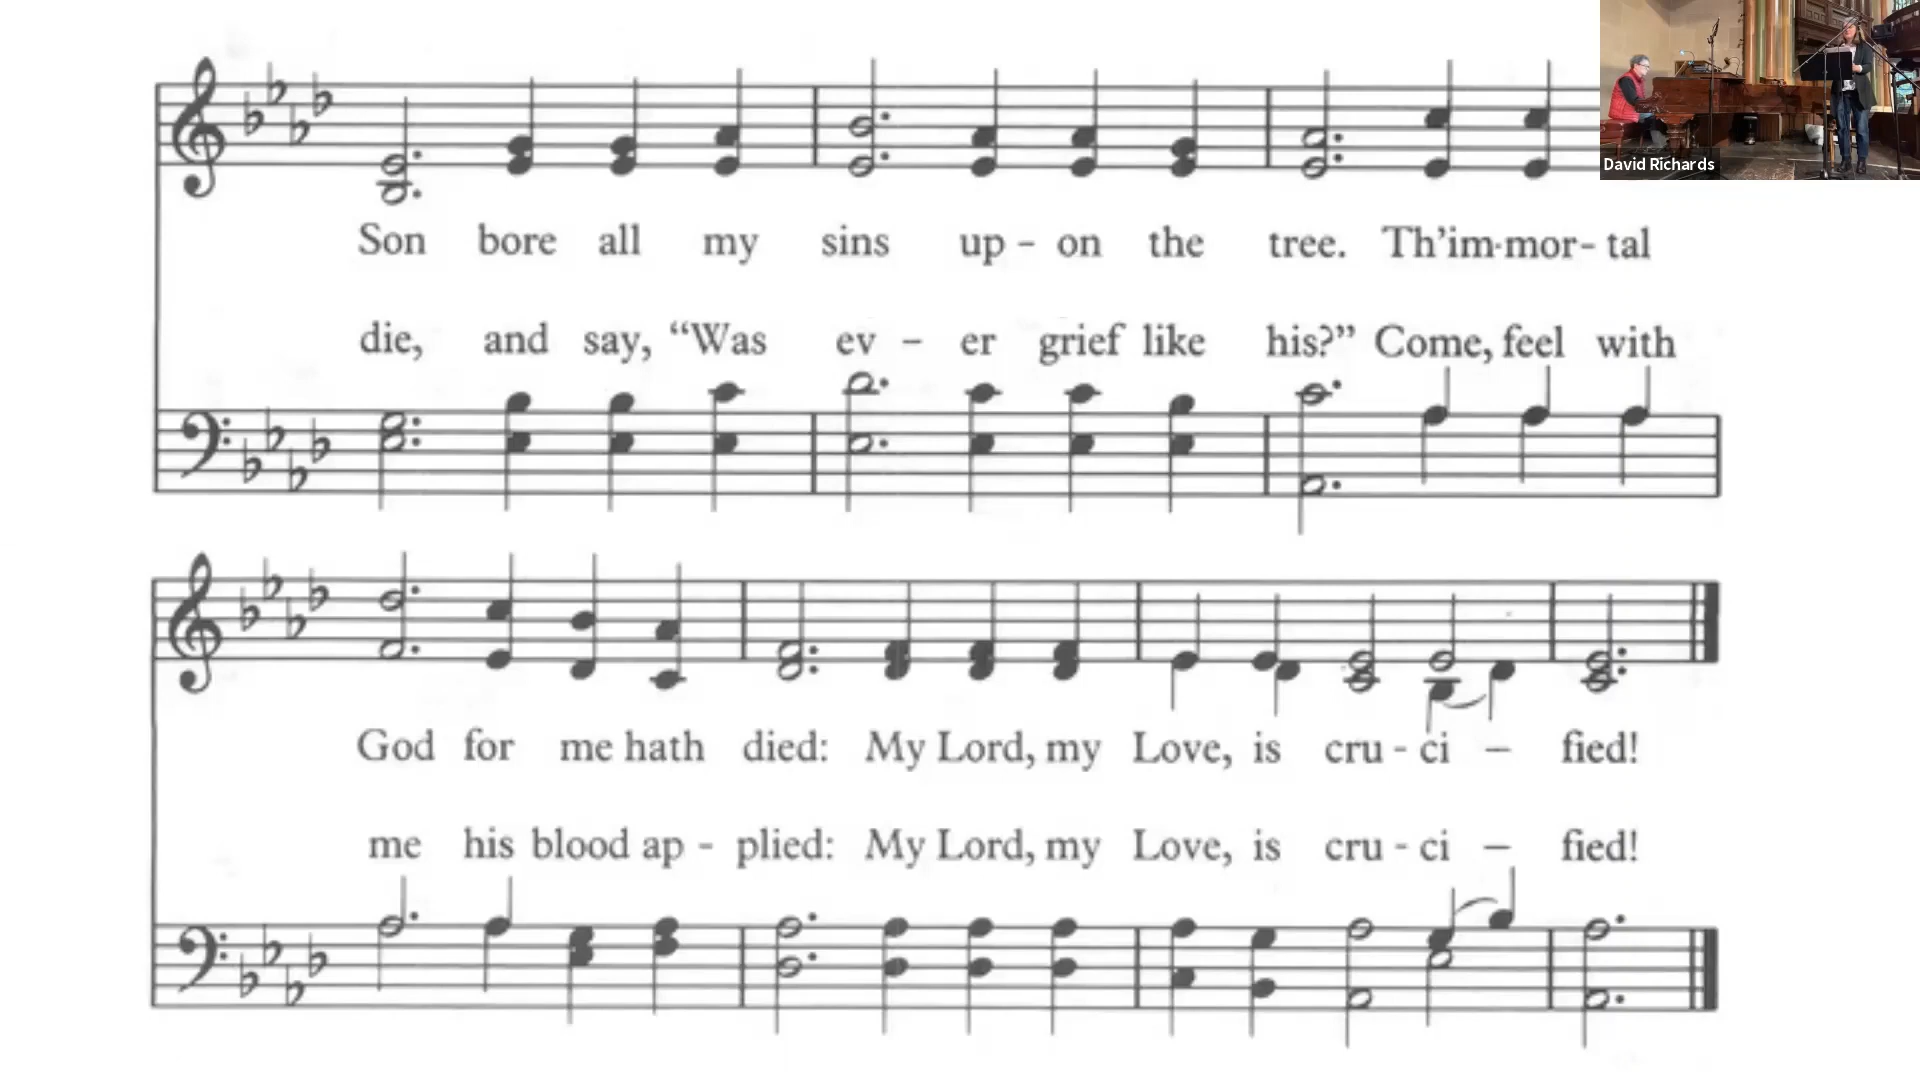 David Richards
Son bore all my sins up - on the tree. Th'im-mor- tal
die, and say, “Was ev - er grief like his?” Come, feel with
God for me hath died: My Lord, my Love, is cru - ci - fied!
me his blood ap - plied: My Lord, my Love, is cru - ci - fied!